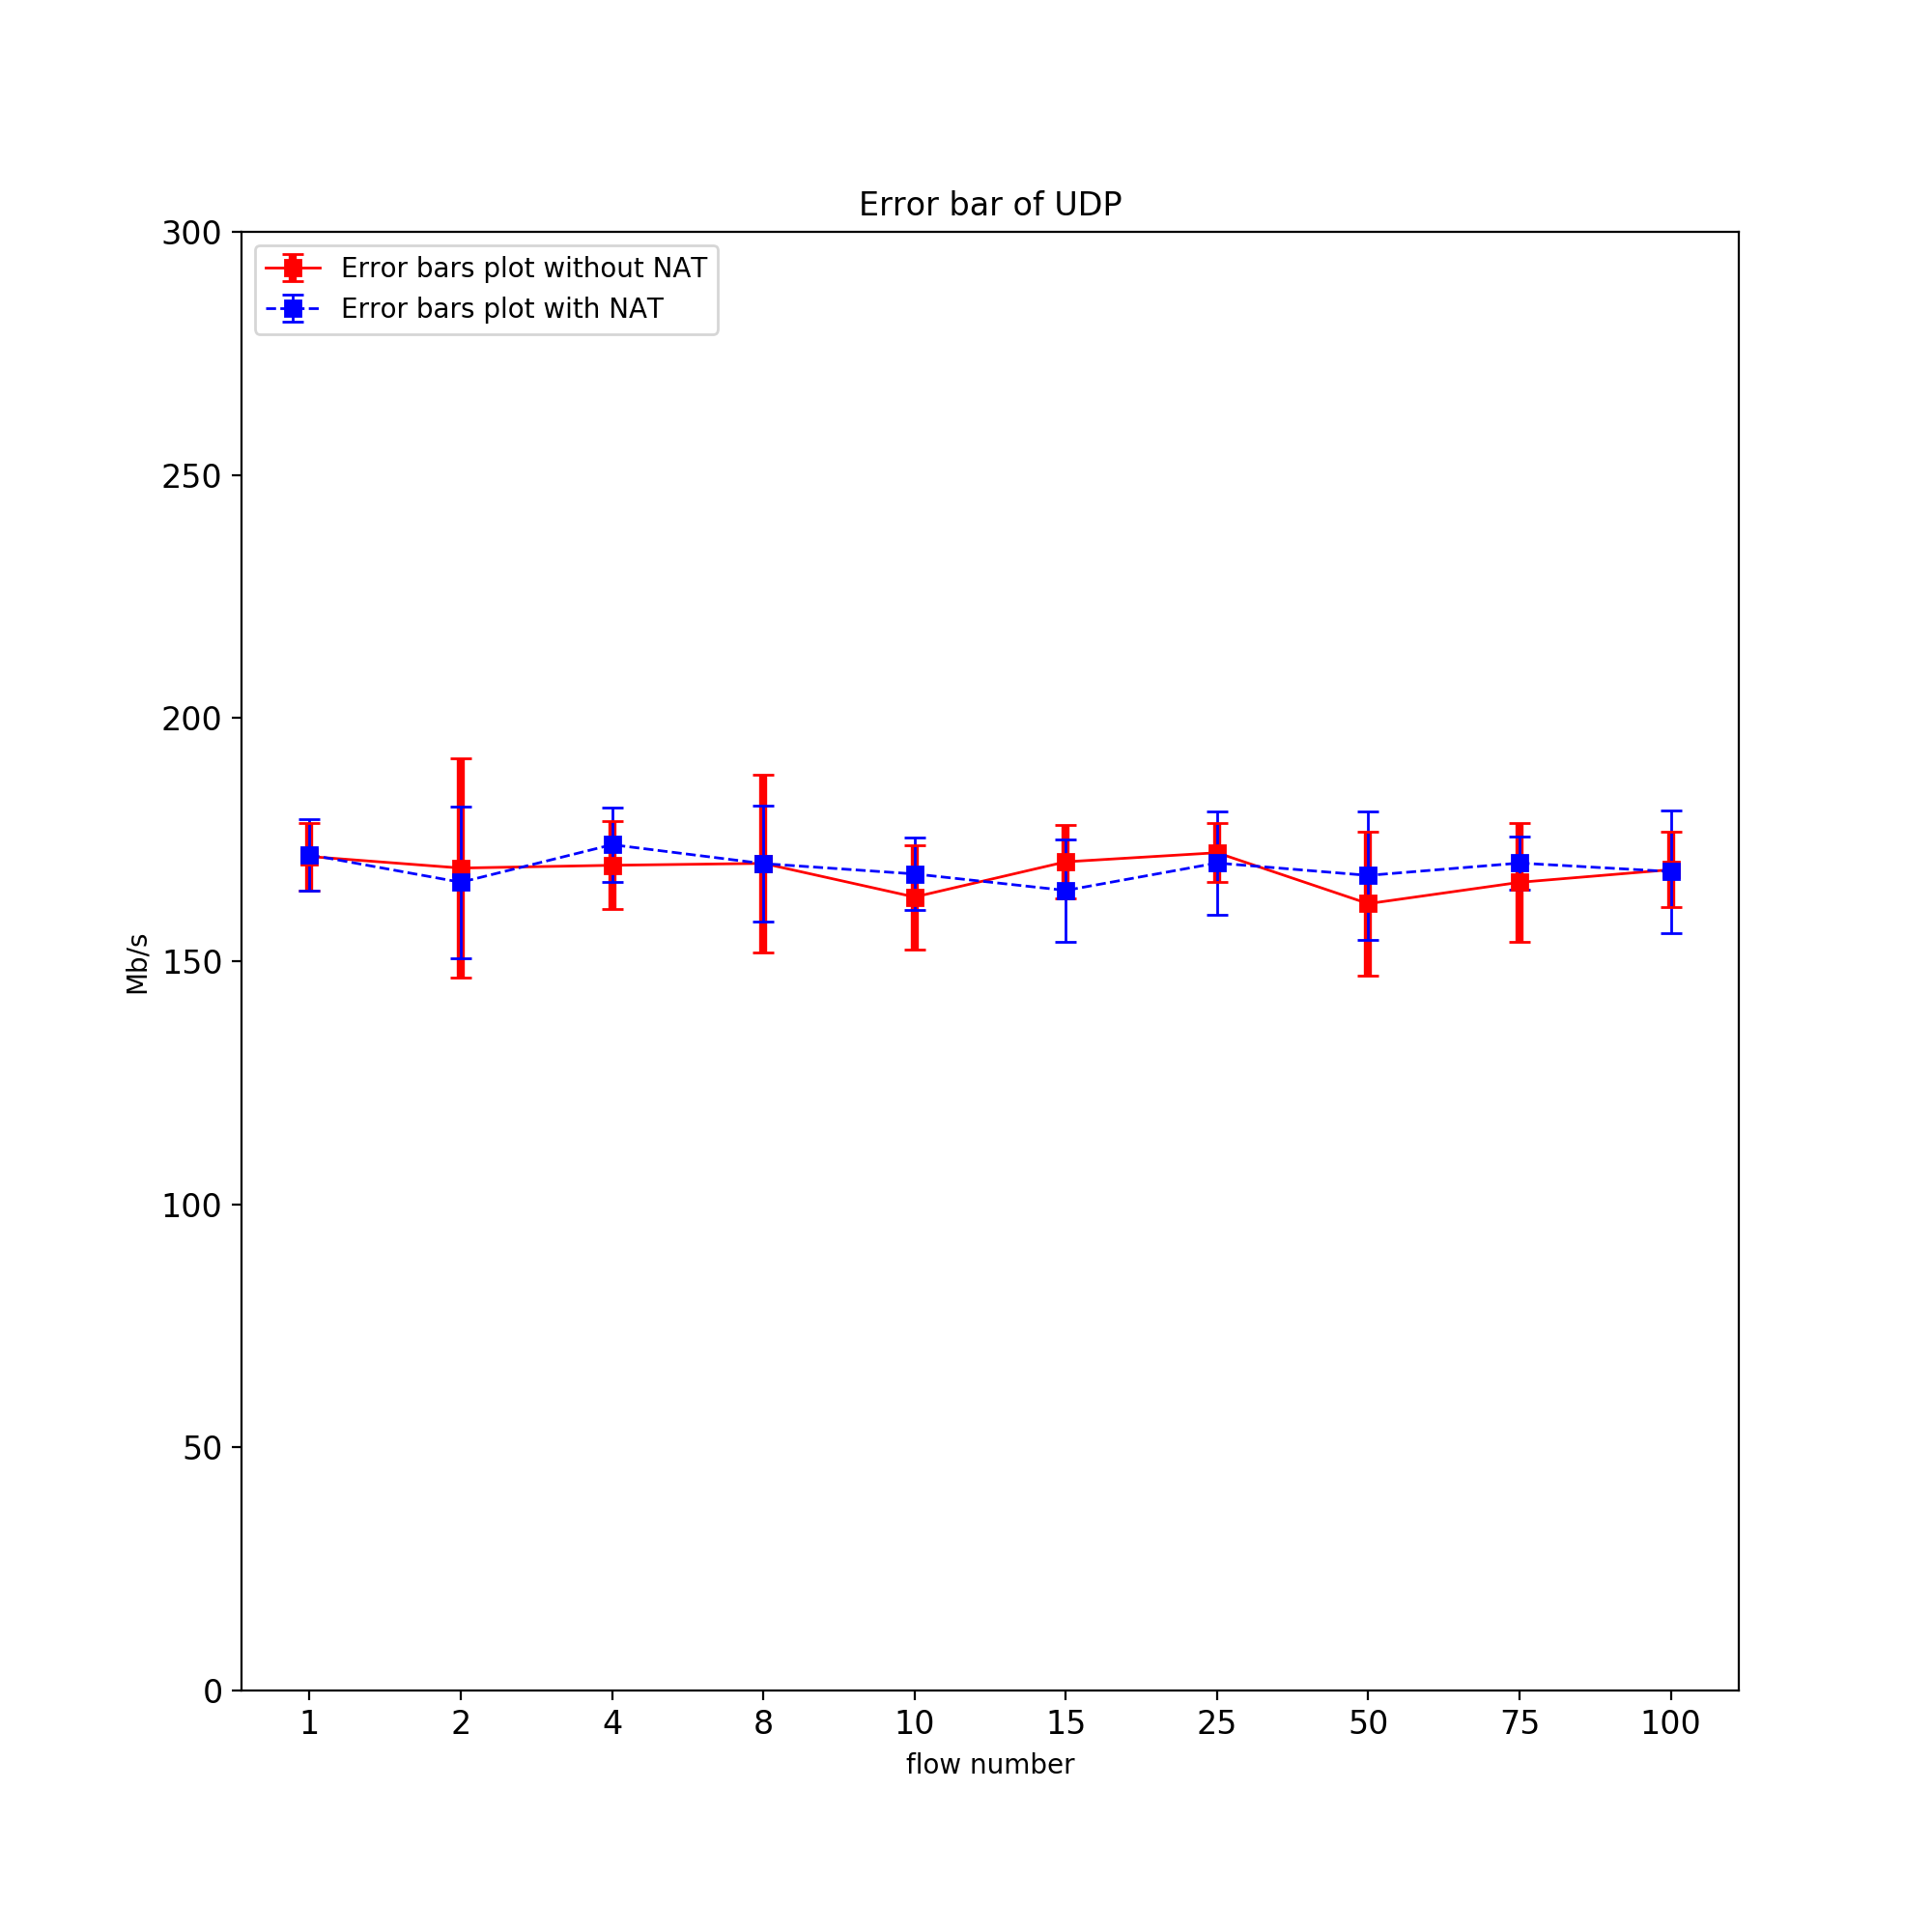 Error bar of UDP
Error bars plot without NAT
Error bars plot with NAT
300
250
200
150
100
50
0
Mb/s
1 2 4 8 10 15 25 50 75 100
flow number